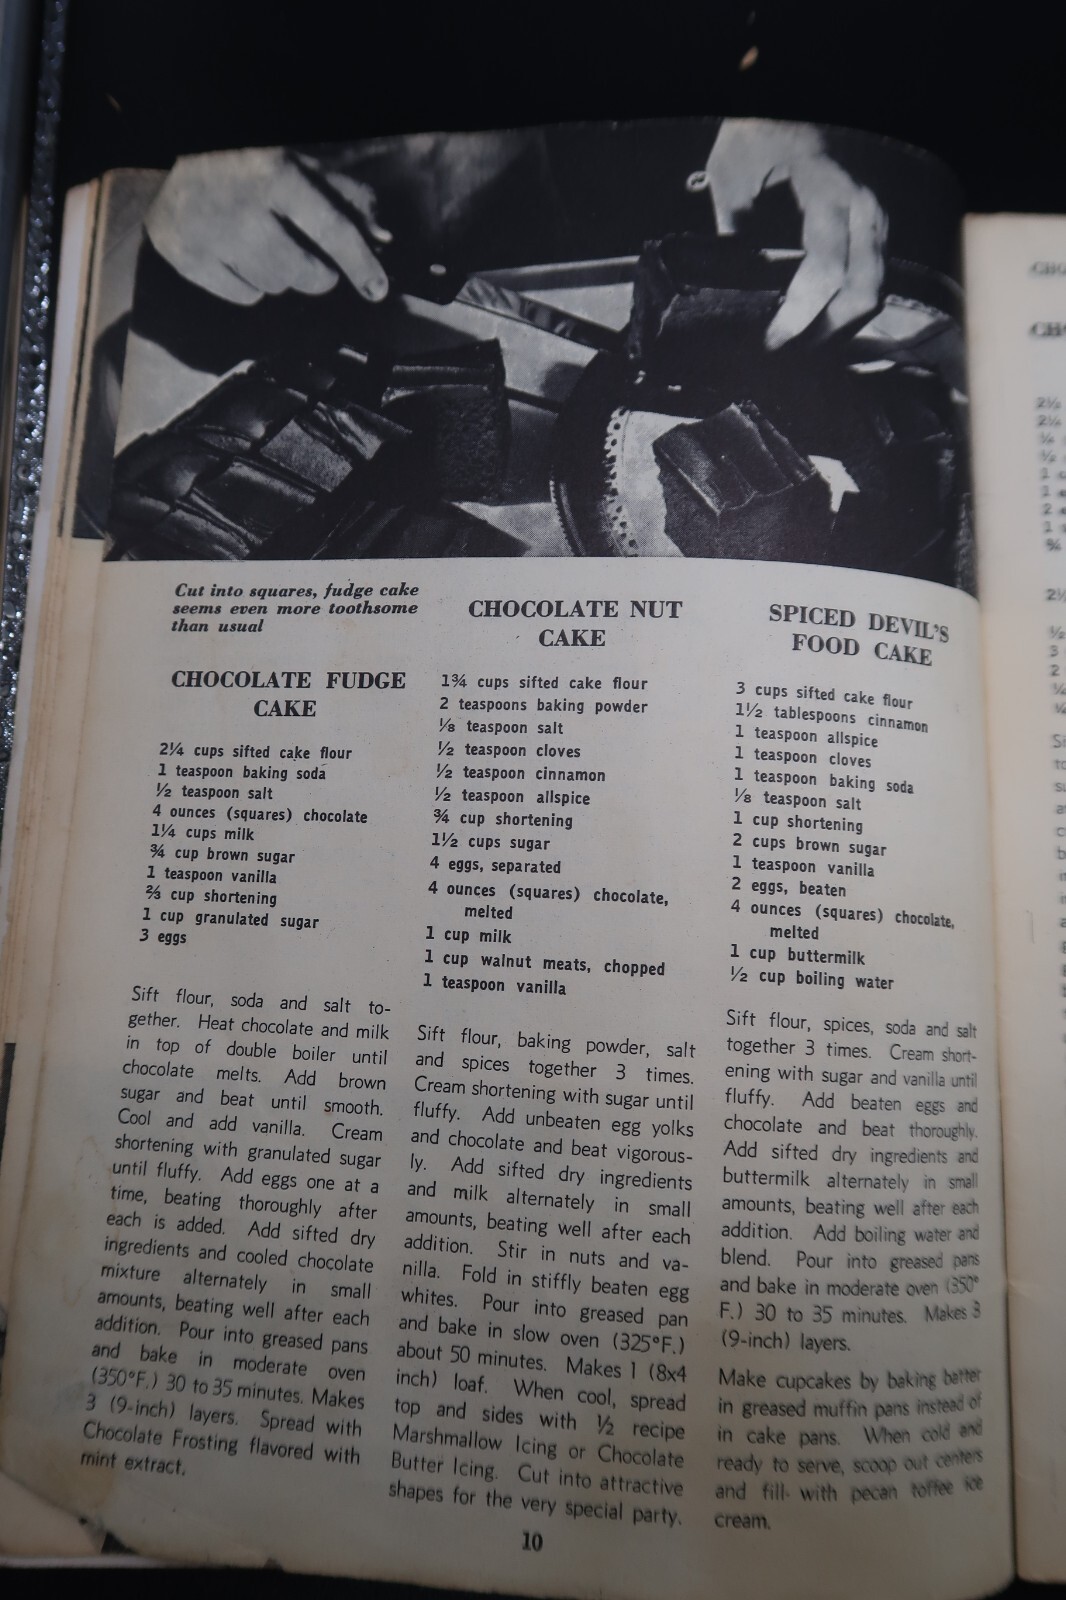 Cut into squares, fudge cake
seems even more toothsome
than usual
CHOCOLATE FUDGE
CAKE
2¼ cups sifted cake flour
1 teaspoon baking soda
½ teaspoon salt
4 ounces (squares) chocolate
1¼ cups milk
¾ cup brown sugar
1 teaspoon vanilla
⅔ cup shortening
1 cup granulated sugar
3 eggs
Sift flour, soda and salt to-
gether. Heat chocolate and milk
in top of double boiler until
chocolate melts. Add brown
sugar and beat until smooth.
Cool and add vanilla. Cream
shortening with granulated sugar
until fluffy. Add eggs one at a
time, beating thoroughly after
each is added. Add sifted dry
ingredients and cooled chocolate
mixture alternately in small
amounts, beating well after each
addition. Pour into greased pans
and bake in moderate oven
(350°F.) 30 to 35 minutes. Makes
3 (9-inch) layers. Spread with
Chocolate Frosting flavored with
mint extract.
CHOCOLATE NUT
CAKE
1¾ cups sifted cake flour
2 teaspoons baking powder
⅛ teaspoon salt
½ teaspoon cloves
½ teaspoon cinnamon
½ teaspoon allspice
¾ cup shortening
1½ cups sugar
4 eggs, separated
4 ounces (squares) chocolate,
melted
1 cup milk
1 cup walnut meats, chopped
1 teaspoon vanilla
Sift flour, baking powder, salt
and spices together 3 times.
Cream shortening with sugar until
fluffy. Add unbeaten egg yolks
and chocolate and beat vigorous-
ly. Add sifted dry ingredients
and milk alternately in small
amounts, beating well after each
addition. Stir in nuts and va-
nilla. Fold in stiffly beaten egg
whites. Pour into greased pan
and bake in slow oven (325°F.)
about 50 minutes. Makes 1 (8x4
inch) loaf. When cool, spread
top and sides with ½ recipe
Marshmallow Icing or Chocolate
Butter Icing. Cut into attractive
shapes for the very special party.
SPICED DEVIL'S
FOOD CAKE
3 cups sifted cake flour
1½ tablespoons cinnamon
1 teaspoon allspice
1 teaspoon cloves
1 teaspoon baking soda
⅛ teaspoon salt
1 cup shortening
2 cups brown sugar
1 teaspoon vanilla
2 eggs, beaten
4 ounces (squares) chocolate,
melted
1 cup buttermilk
½ cup boiling water
Sift flour, spices, soda and salt
together 3 times. Cream short-
ening with sugar and vanilla until
fluffy. Add beaten eggs and
chocolate and beat thoroughly.
Add sifted dry ingredients and
buttermilk alternately in small
amounts, beating well after each
addition. Add boiling water and
blend. Pour into greased pans
and bake in moderate oven (350°
F.) 30 to 35 minutes. Makes 3
(9-inch) layers.
Make cupcakes by baking batter
in greased muffin pans instead of
in cake pans. When cold and
ready to serve, scoop out centers
and fill with pecan toffee ice
cream.
10